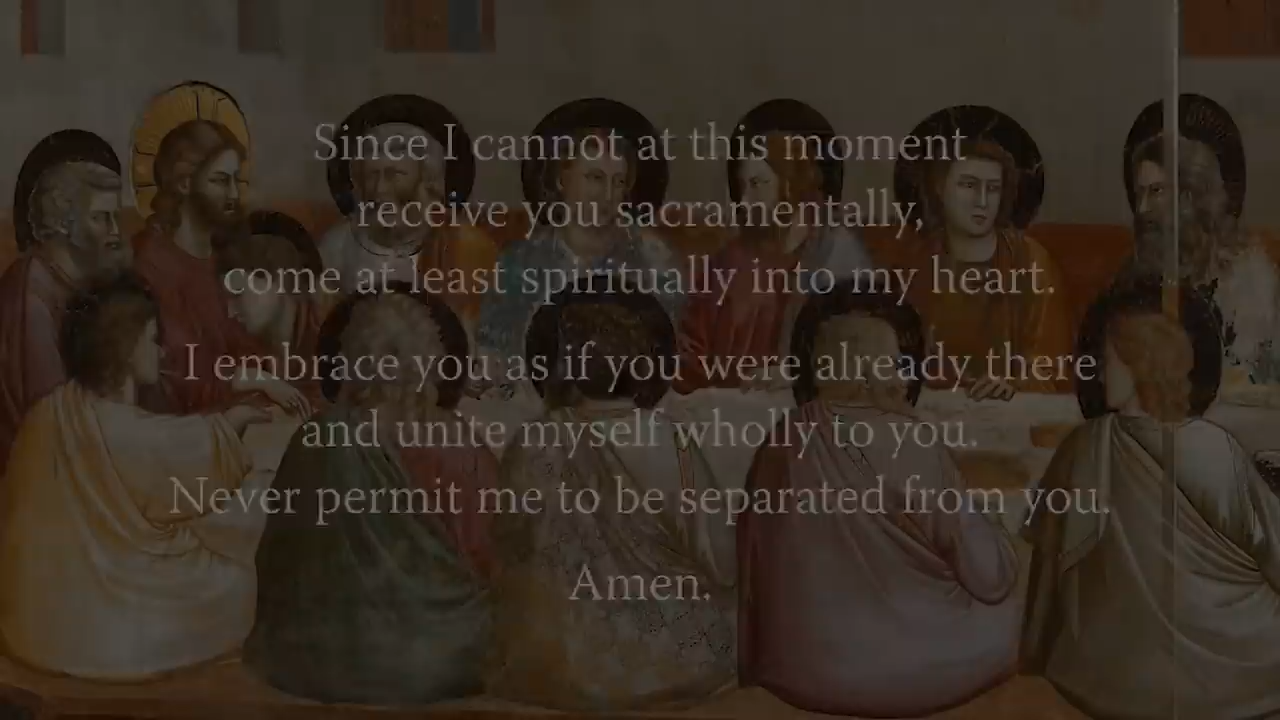 Since I cannot at this moment
receive you sacramentally,
come at least spiritually into my heart.
I embrace you as if you were already there
and unite myself wholly to you.
Never permit me to be separated from you.
Amen.